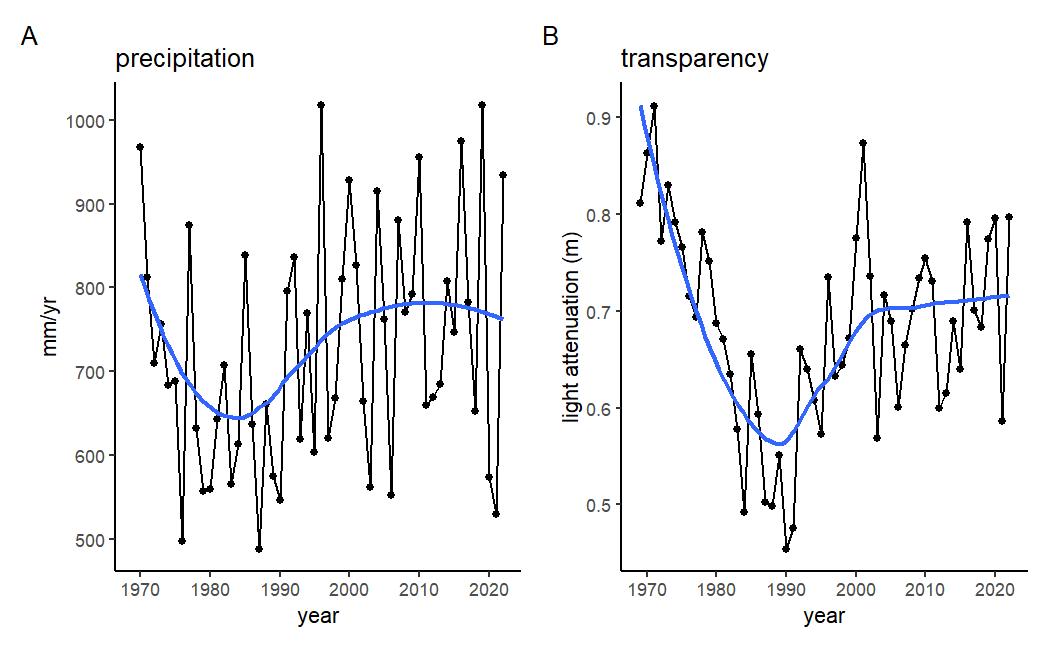 A
precipitation
mm/yr
1000
900
800
700
600
500
1970 1980 1990 2000 2010 2020
year
B
transparency
light attenuation (m)
0.9
0.8
0.7
0.6
0.5
1970 1980 1990 2000 2010 2020
year